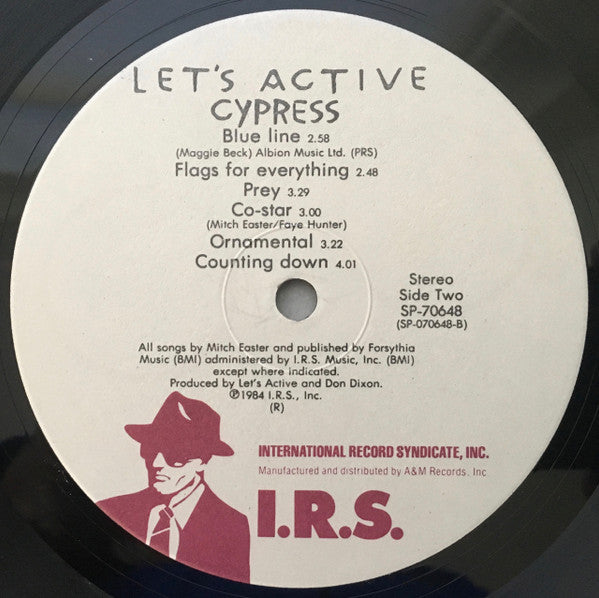 LET'S ACTIVE
CYPRESS
Blue line 2.58
(Maggie Beck) Albion Music Ltd. (PRS)
Flags for everything 2.48
Prey 3.29
Co-star 3.00
(Mitch Easter/Faye Hunter)
Ornamental 3.22
Counting down 4.01
Stereo
Side Two
SP-70648
(SP-070648-B)
All songs by Mitch Easter and published by Forsythia
Music (BMI) administered by I.R.S. Music, Inc. (BMI)
except where indicated.
Produced by Let's Active and Don Dixon.
℗1984 I.R.S., Inc.
(R)
INTERNATIONAL RECORD SYNDICATE, INC.
Manufactured and distributed by A&M Records, Inc
I.R.S.